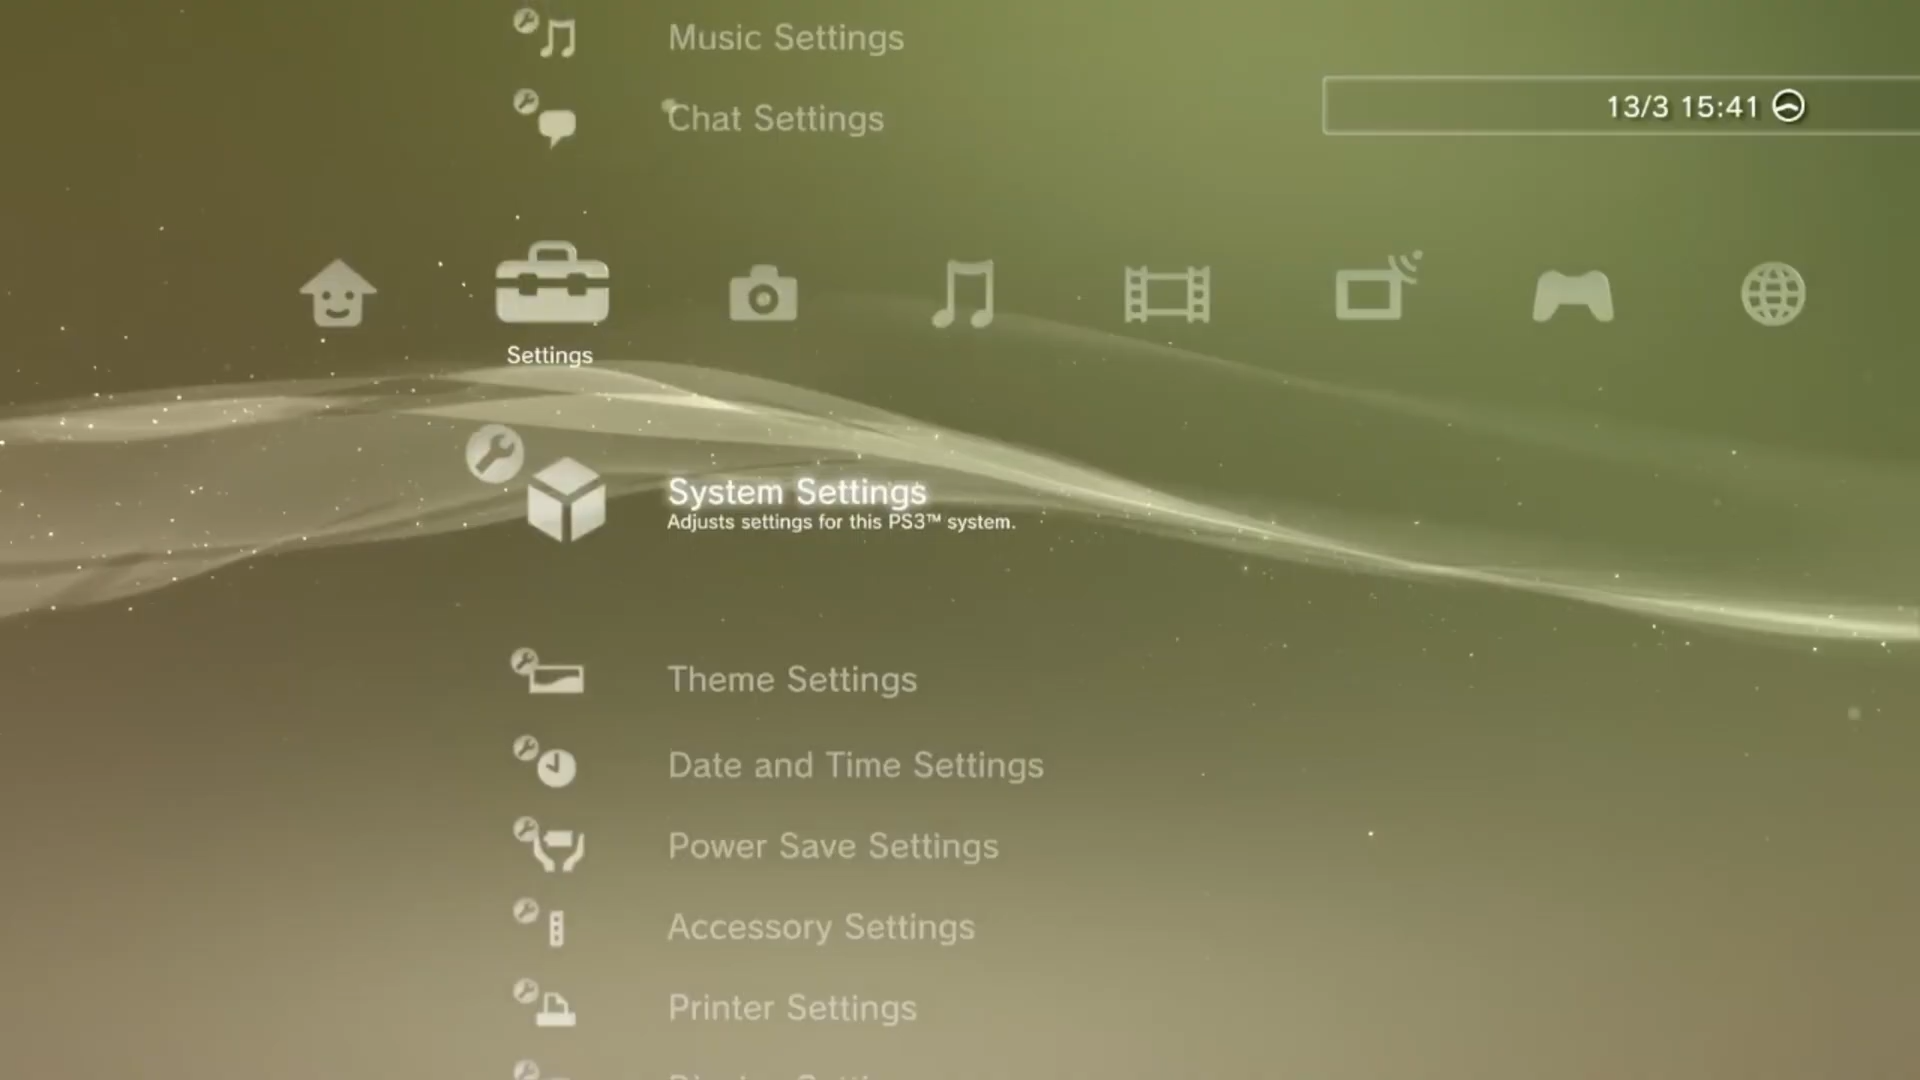 Music Settings
Chat Settings
13/3 15:41
Settings
System Settings
Adjusts settings for this PS3™ system.
Theme Settings
Date and Time Settings
Power Save Settings
Accessory Settings
Printer Settings